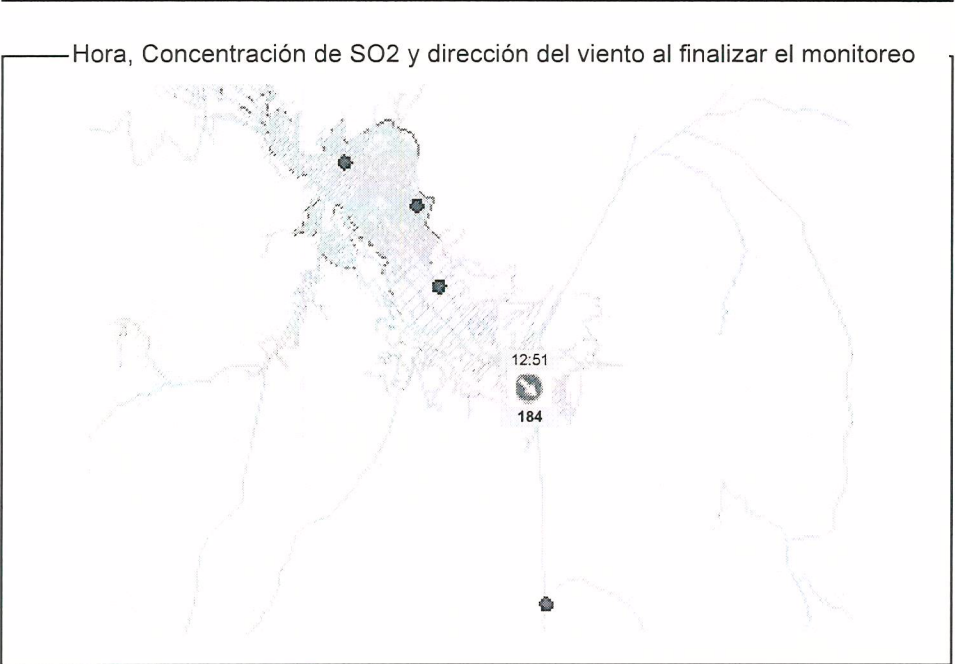 Hora, Concentración de SO2 y dirección del viento al finalizar el monitoreo
12:51
184